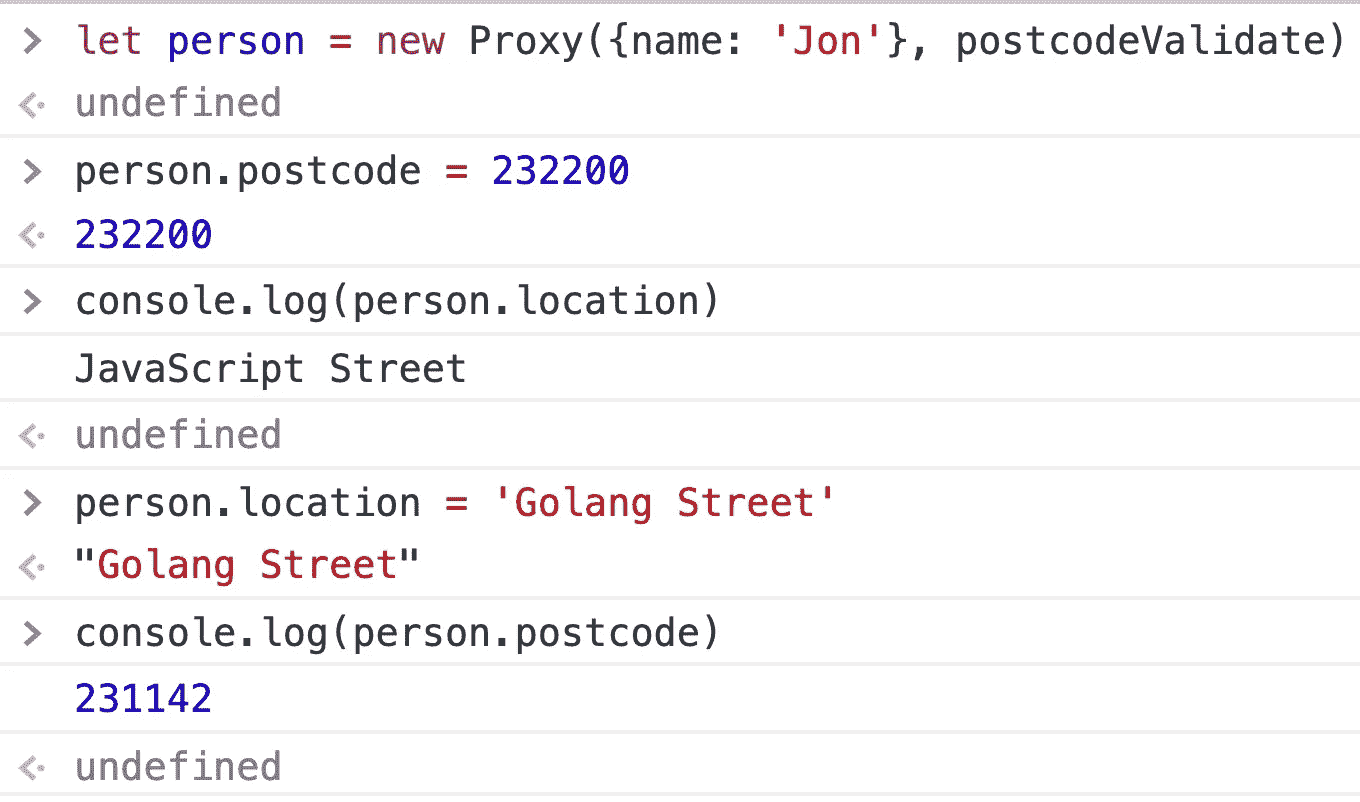 > let person = new Proxy({name: 'Jon'}, postcodeValidate)
<· undefined
> person.postcode = 232200
<· 232200
> console.log(person.location)
JavaScript Street
<· undefined
> person.location = 'Golang Street'
<· "Golang Street"
> console.log(person.postcode)
231142
<· undefined